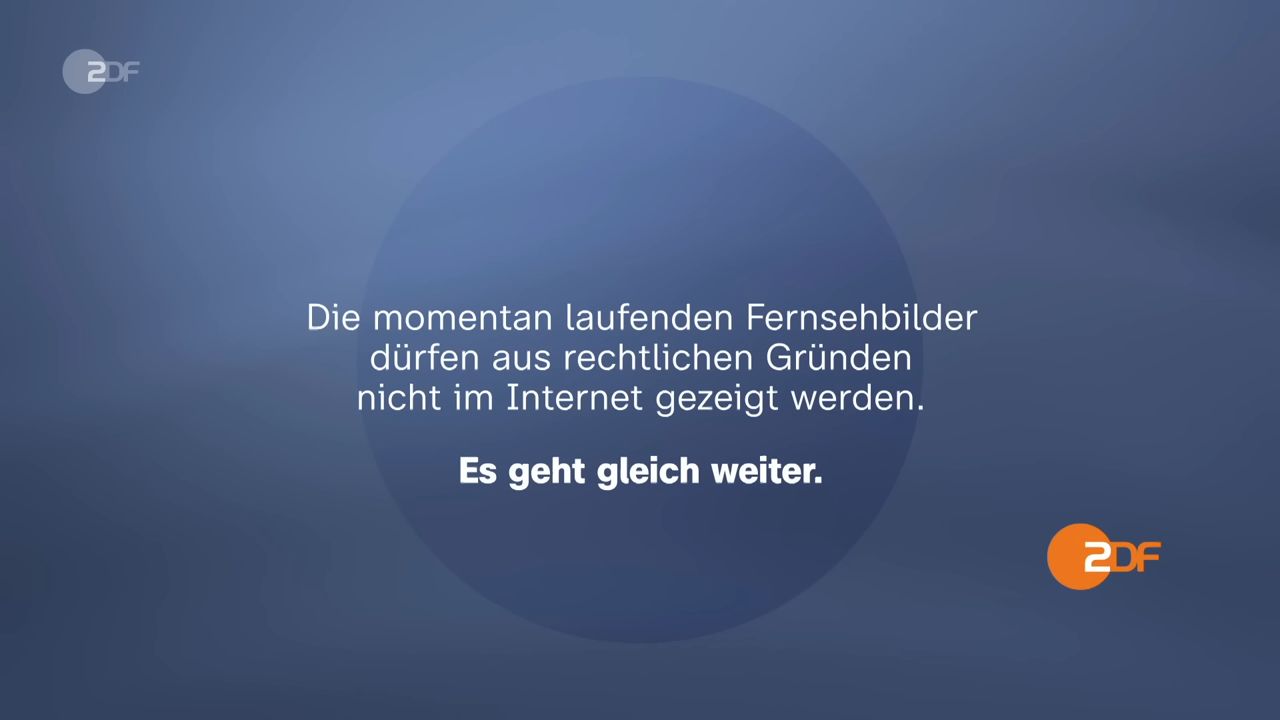 ZDF
Die momentan laufenden Fernsehbilder
dürfen aus rechtlichen Gründen
nicht im Internet gezeigt werden.
Es geht gleich weiter.
ZDF